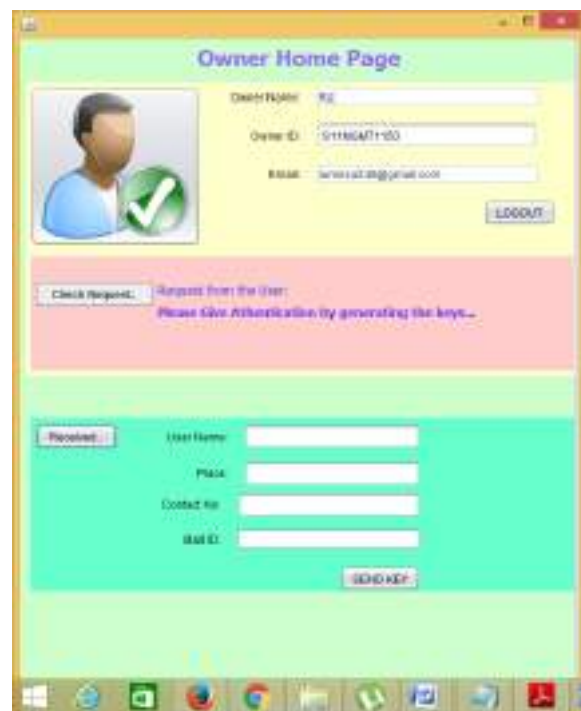 Owner Home Page
Owner Name:
Owner ID:
Email:
LOGOUT
Check Request..
Request from the User:
Please Give Athentication by generating the keys...
Received..
User Name:
Place:
Contact No:
Mail ID:
SEND KEY